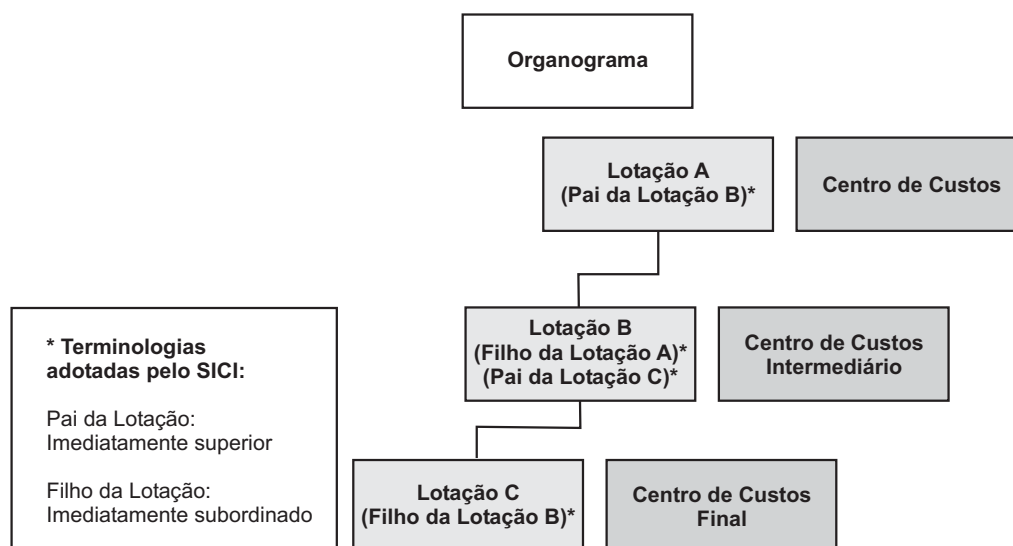 Organograma
Lotação A
(Pai da Lotação B)*
Centro de Custos
Lotação B
(Filho da Lotação A)*
(Pai da Lotação C)*
Centro de Custos
Intermediário
* Terminologias
adotadas pelo SICI:
Pai da Lotação:
Imediatamente superior
Filho da Lotação:
Imediatamente subordinado
Lotação C
(Filho da Lotação B)*
Centro de Custos
Final